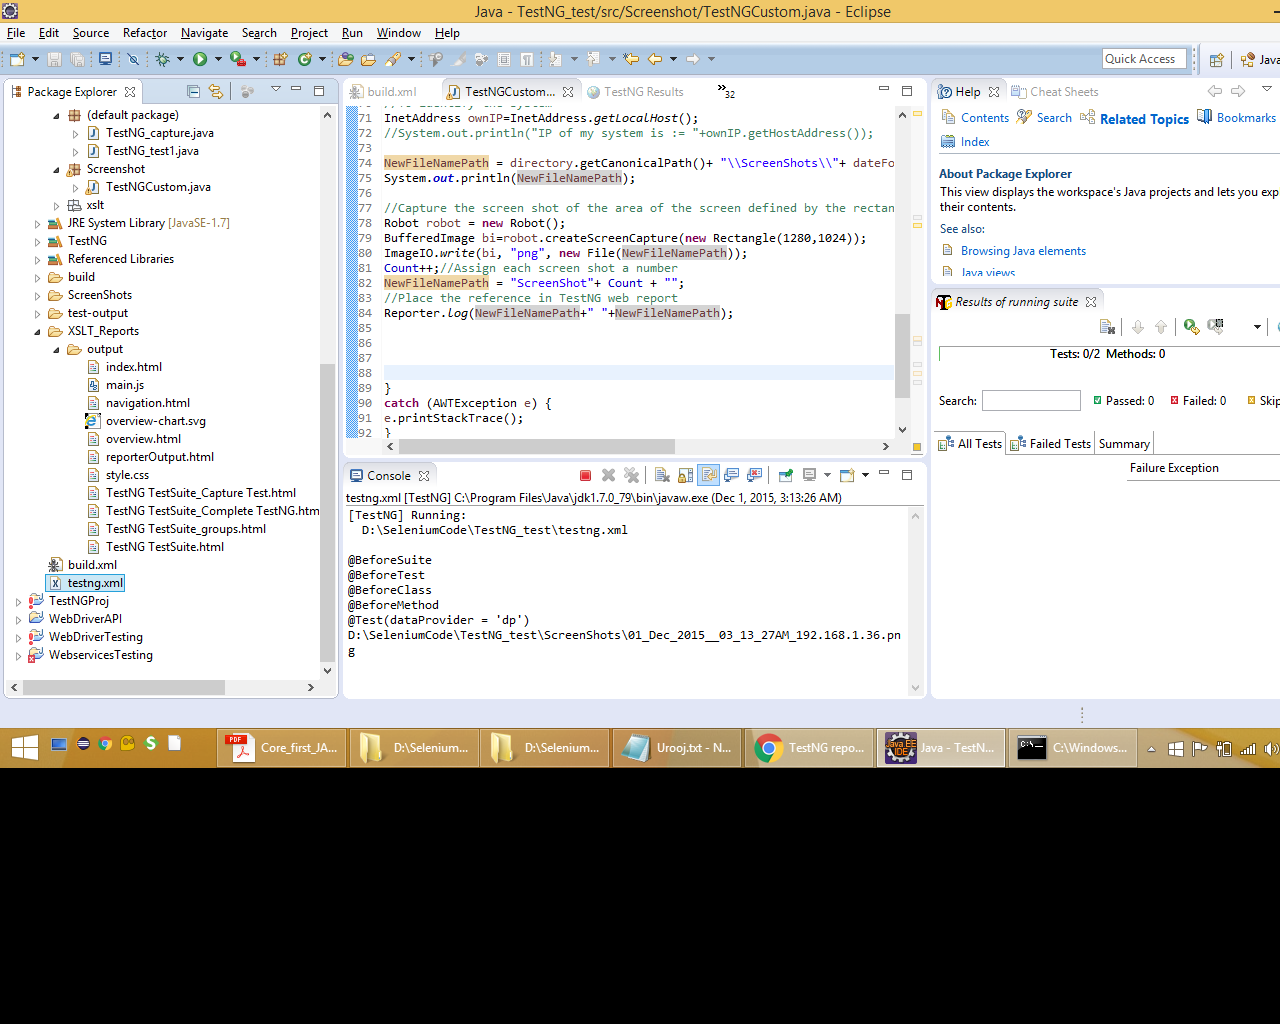 Java - TestNG_test/src/Screenshot/TestNGCustom.java - Eclipse
File Edit Source Refactor Navigate Search Project Run Window Help
Quick Access
Java
Package Explorer
(default package)
TestNG_capture.java
TestNG_test1.java
Screenshot
TestNGCustom.java
xslt
JRE System Library [JavaSE-1.7]
TestNG
Referenced Libraries
build
ScreenShots
test-output
XSLT_Reports
output
index.html
main.js
navigation.html
overview-chart.svg
overview.html
reporterOutput.html
style.css
TestNG TestSuite_Capture Test.html
TestNG TestSuite_Complete TestNG.htm
TestNG TestSuite_groups.html
TestNG TestSuite.html
build.xml
testng.xml
TestNGProj
WebDriverAPI
WebDriverTesting
WebservicesTesting
build.xml TestNGCustom... TestNG Results »32
71 InetAddress ownIP=InetAddress.getLocalHost();
72 //System.out.println("IP of my system is := "+ownIP.getHostAddress());
73
74 NewFileNamePath = directory.getCanonicalPath()+ "\\ScreenShots\\"+ dateFo
75 System.out.println(NewFileNamePath);
76
77 //Capture the screen shot of the area of the screen defined by the rectan
78 Robot robot = new Robot();
79 BufferedImage bi=robot.createScreenCapture(new Rectangle(1280,1024));
80 ImageIO.write(bi, "png", new File(NewFileNamePath));
81 Count++;//Assign each screen shot a number
82 NewFileNamePath = "ScreenShot"+ Count + "";
83 //Place the reference in TestNG web report
84 Reporter.log(NewFileNamePath+" "+NewFileNamePath);
85
86
87
88
89 }
90 catch (AWTException e) {
91 e.printStackTrace();
92 }
Console
testng.xml [TestNG] C:\Program Files\Java\jdk1.7.0_79\bin\javaw.exe (Dec 1, 2015, 3:13:26 AM)
[TestNG] Running:
D:\SeleniumCode\TestNG_test\testng.xml
@BeforeSuite
@BeforeTest
@BeforeClass
@BeforeMethod
@Test(dataProvider = 'dp')
D:\SeleniumCode\TestNG_test\ScreenShots\01_Dec_2015__03_13_27AM_192.168.1.36.pn
g
Help Cheat Sheets
Contents Search Related Topics Bookmarks
Index
About Package Explorer
This view displays the workspace's Java projects and lets you exp
their contents.
See also:
Browsing Java elements
Java views
Results of running suite
Tests: 0/2 Methods: 0
Search: Passed: 0 Failed: 0 Skip
All Tests Failed Tests Summary
Failure Exception
Core_first_JA... D:\Selenium... D:\Selenium... Urooj.txt - N... TestNG repo... Java - TestN... C:\Windows...